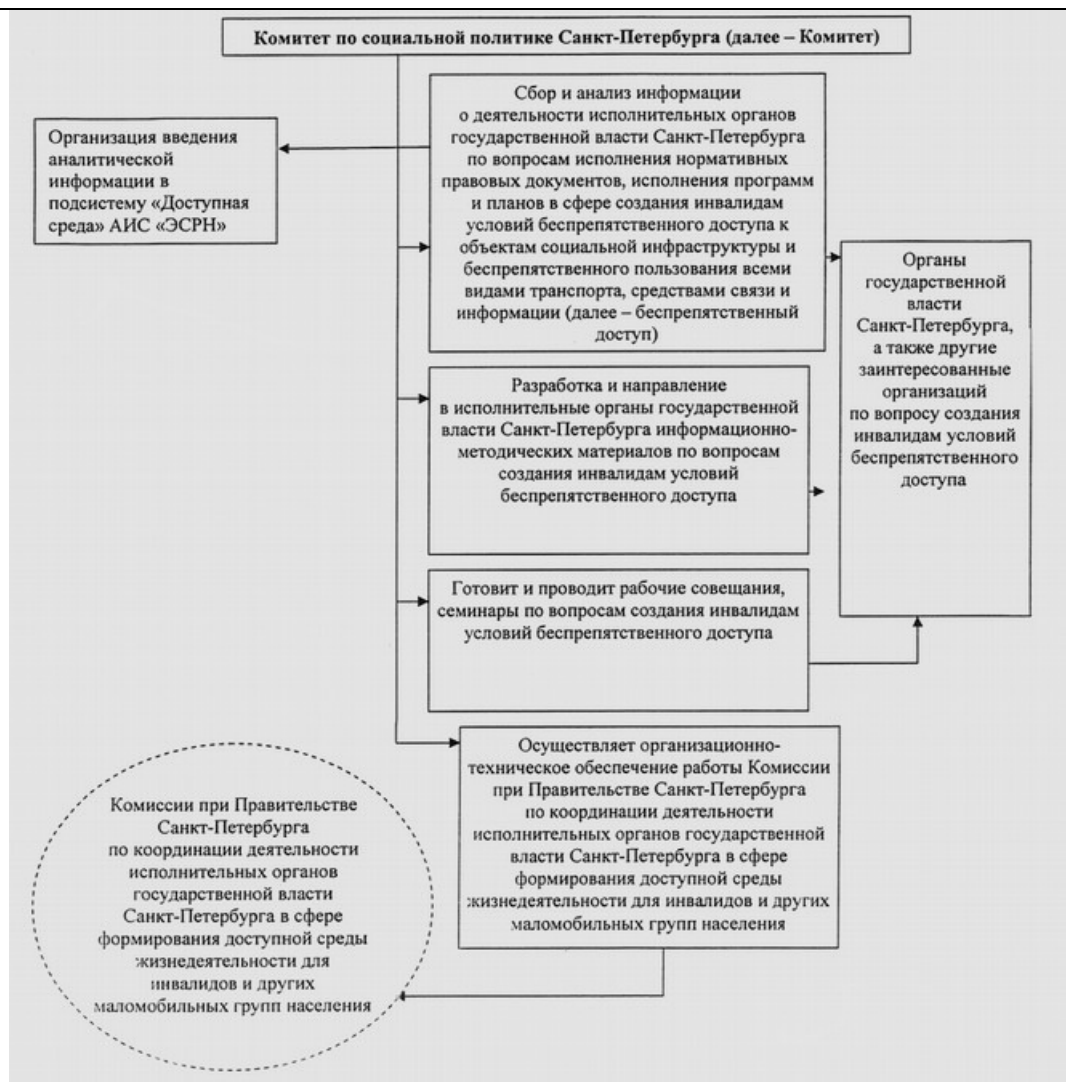 Комитет по социальной политике Санкт-Петербурга (далее – Комитет)
Сбор и анализ информации
о деятельности исполнительных органов
государственной власти Санкт-Петербурга
по вопросам исполнения нормативных
правовых документов, исполнения программ
и планов в сфере создания инвалидам
условий беспрепятственного доступа к
объектам социальной инфраструктуры и
беспрепятственного пользования всеми
видами транспорта, средствами связи и
информации (далее – беспрепятственный
доступ)
Организация введения
аналитической
информации в
подсистему «Доступная
среда» АИС «ЭСРН»
Органы
государственной
власти
Санкт-Петербурга,
а также другие
заинтересованные
организаций
по вопросу создания
инвалидам условий
беспрепятственного
доступа
Разработка и направление
в исполнительные органы государственной
власти Санкт-Петербурга информационно-
методических материалов по вопросам
создания инвалидам условий
беспрепятственного доступа
Готовит и проводит рабочие совещания,
семинары по вопросам создания инвалидам
условий беспрепятственного доступа
Осуществляет организационно-
техническое обеспечение работы Комиссии
при Правительстве Санкт-Петербурга
по координации деятельности
исполнительных органов государственной
власти Санкт-Петербурга в сфере
формирования доступной среды
жизнедеятельности для инвалидов и других
маломобильных групп населения
Комиссии при Правительстве
Санкт-Петербурга
по координации деятельности
исполнительных органов
государственной власти
Санкт-Петербурга в сфере
формирования доступной среды
жизнедеятельности для
инвалидов и других
маломобильных групп населения